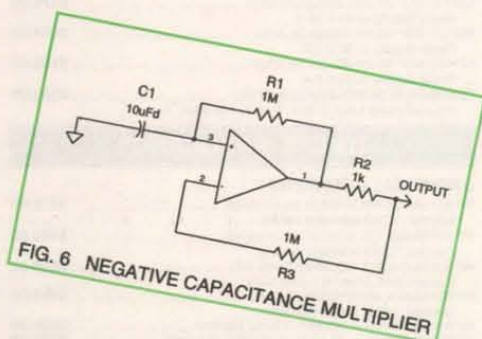 R1
1M
C1
10uFd
3
+
R2
1k
OUTPUT
1
2
-
1M
R3
FIG. 6 NEGATIVE CAPACITANCE MULTIPLIER